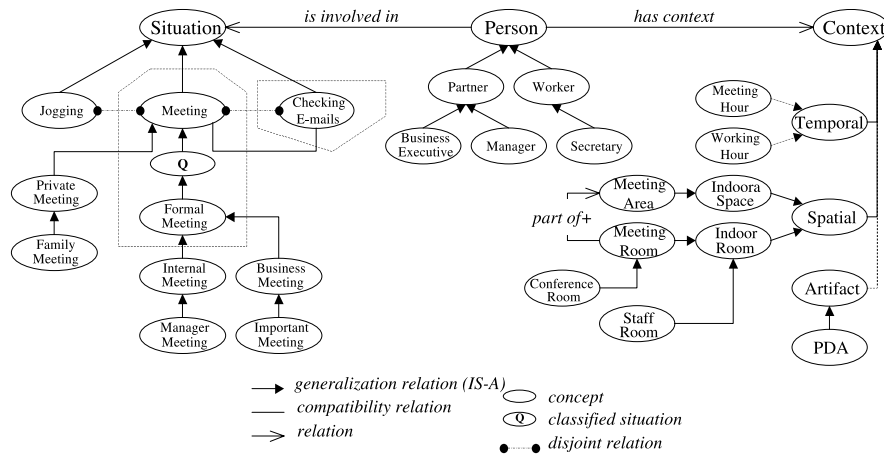 Situation
is involved in
Person
has context
Context
Jogging
Meeting
Checking
E-mails
Partner
Worker
Meeting
Hour
Temporal
Business
Executive
Manager
Secretary
Working
Hour
Q
Private
Meeting
Formal
Meeting
Meeting
Area
Indoora
Space
part of+
Spatial
Family
Meeting
Meeting
Room
Indoor
Room
Internal
Meeting
Business
Meeting
Conference
Room
Artifact
Manager
Meeting
Important
Meeting
Staff
Room
PDA
generalization relation (IS-A)
compatibility relation
relation
concept
Q
classified situation
disjoint relation